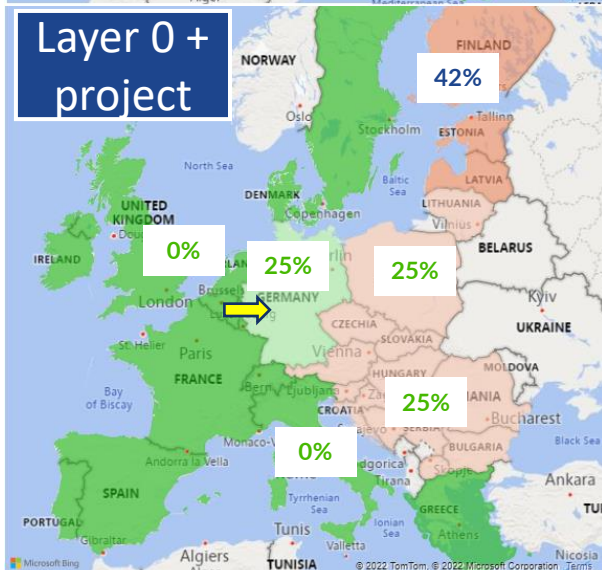 Layer 0 +
project
Mediterranean Sea
NORWAY
FINLAND
42%
Oslo
Stockholm
Tallinn
ESTONIA
North Sea
Baltic
Sea
LATVIA
DENMARK
Copenhagen
LITHUANIA
Vilnius
UNITED
KINGDOM
IRELAND
0%
25%
25%
BELARUS
GERMANY
London
Brussels
Kyiv
UKRAINE
CZECHIA
SLOVAKIA
St. Helier
Paris
Vienna
HUNGARY
MOLDOVA
FRANCE
Bern
Ljubljana
Bay
of Biscay
CROATIA
25%
Bucharest
Monaco-V
0%
BULGARIA
Black Sea
Andorra la Vella
Skopje
Tirana
Ankara
SPAIN
Tyrrhenian
Sea
Ionian
Sea
GREECE
PORTUGAL
Gibraltar
Tunis
Athens
Algiers
Valletta
Nicosia
TUNISIA
Microsoft Bing
© 2022 TomTom, © 2022 Microsoft Corporation Terms